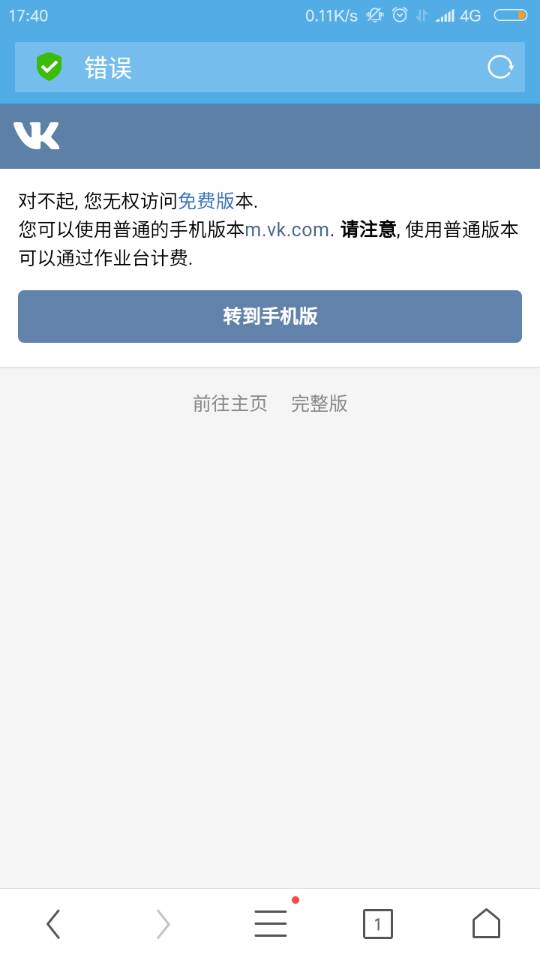 17:40 0.11K/s 4G
错误
VK
对不起, 您无权访问免费版本.
您可以使用普通的手机版本m.vk.com. 请注意, 使用普通版本
可以通过作业台计费.
转到手机版
前往主页 完整版
1